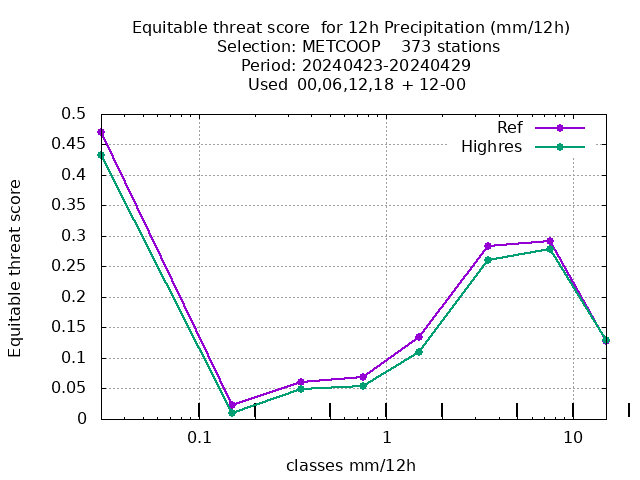 Equitable threat score  for 12h Precipitation (mm/12h)
Selection: METCOOP    373 stations
Period: 20240423-20240429
Used  00,06,12,18  + 12-00
Ref
Highres
0.5
0.45
0.4
0.35
0.3
0.25
0.2
0.15
0.1
0.05
0
Equitable threat score
0.1
1
10
classes mm/12h